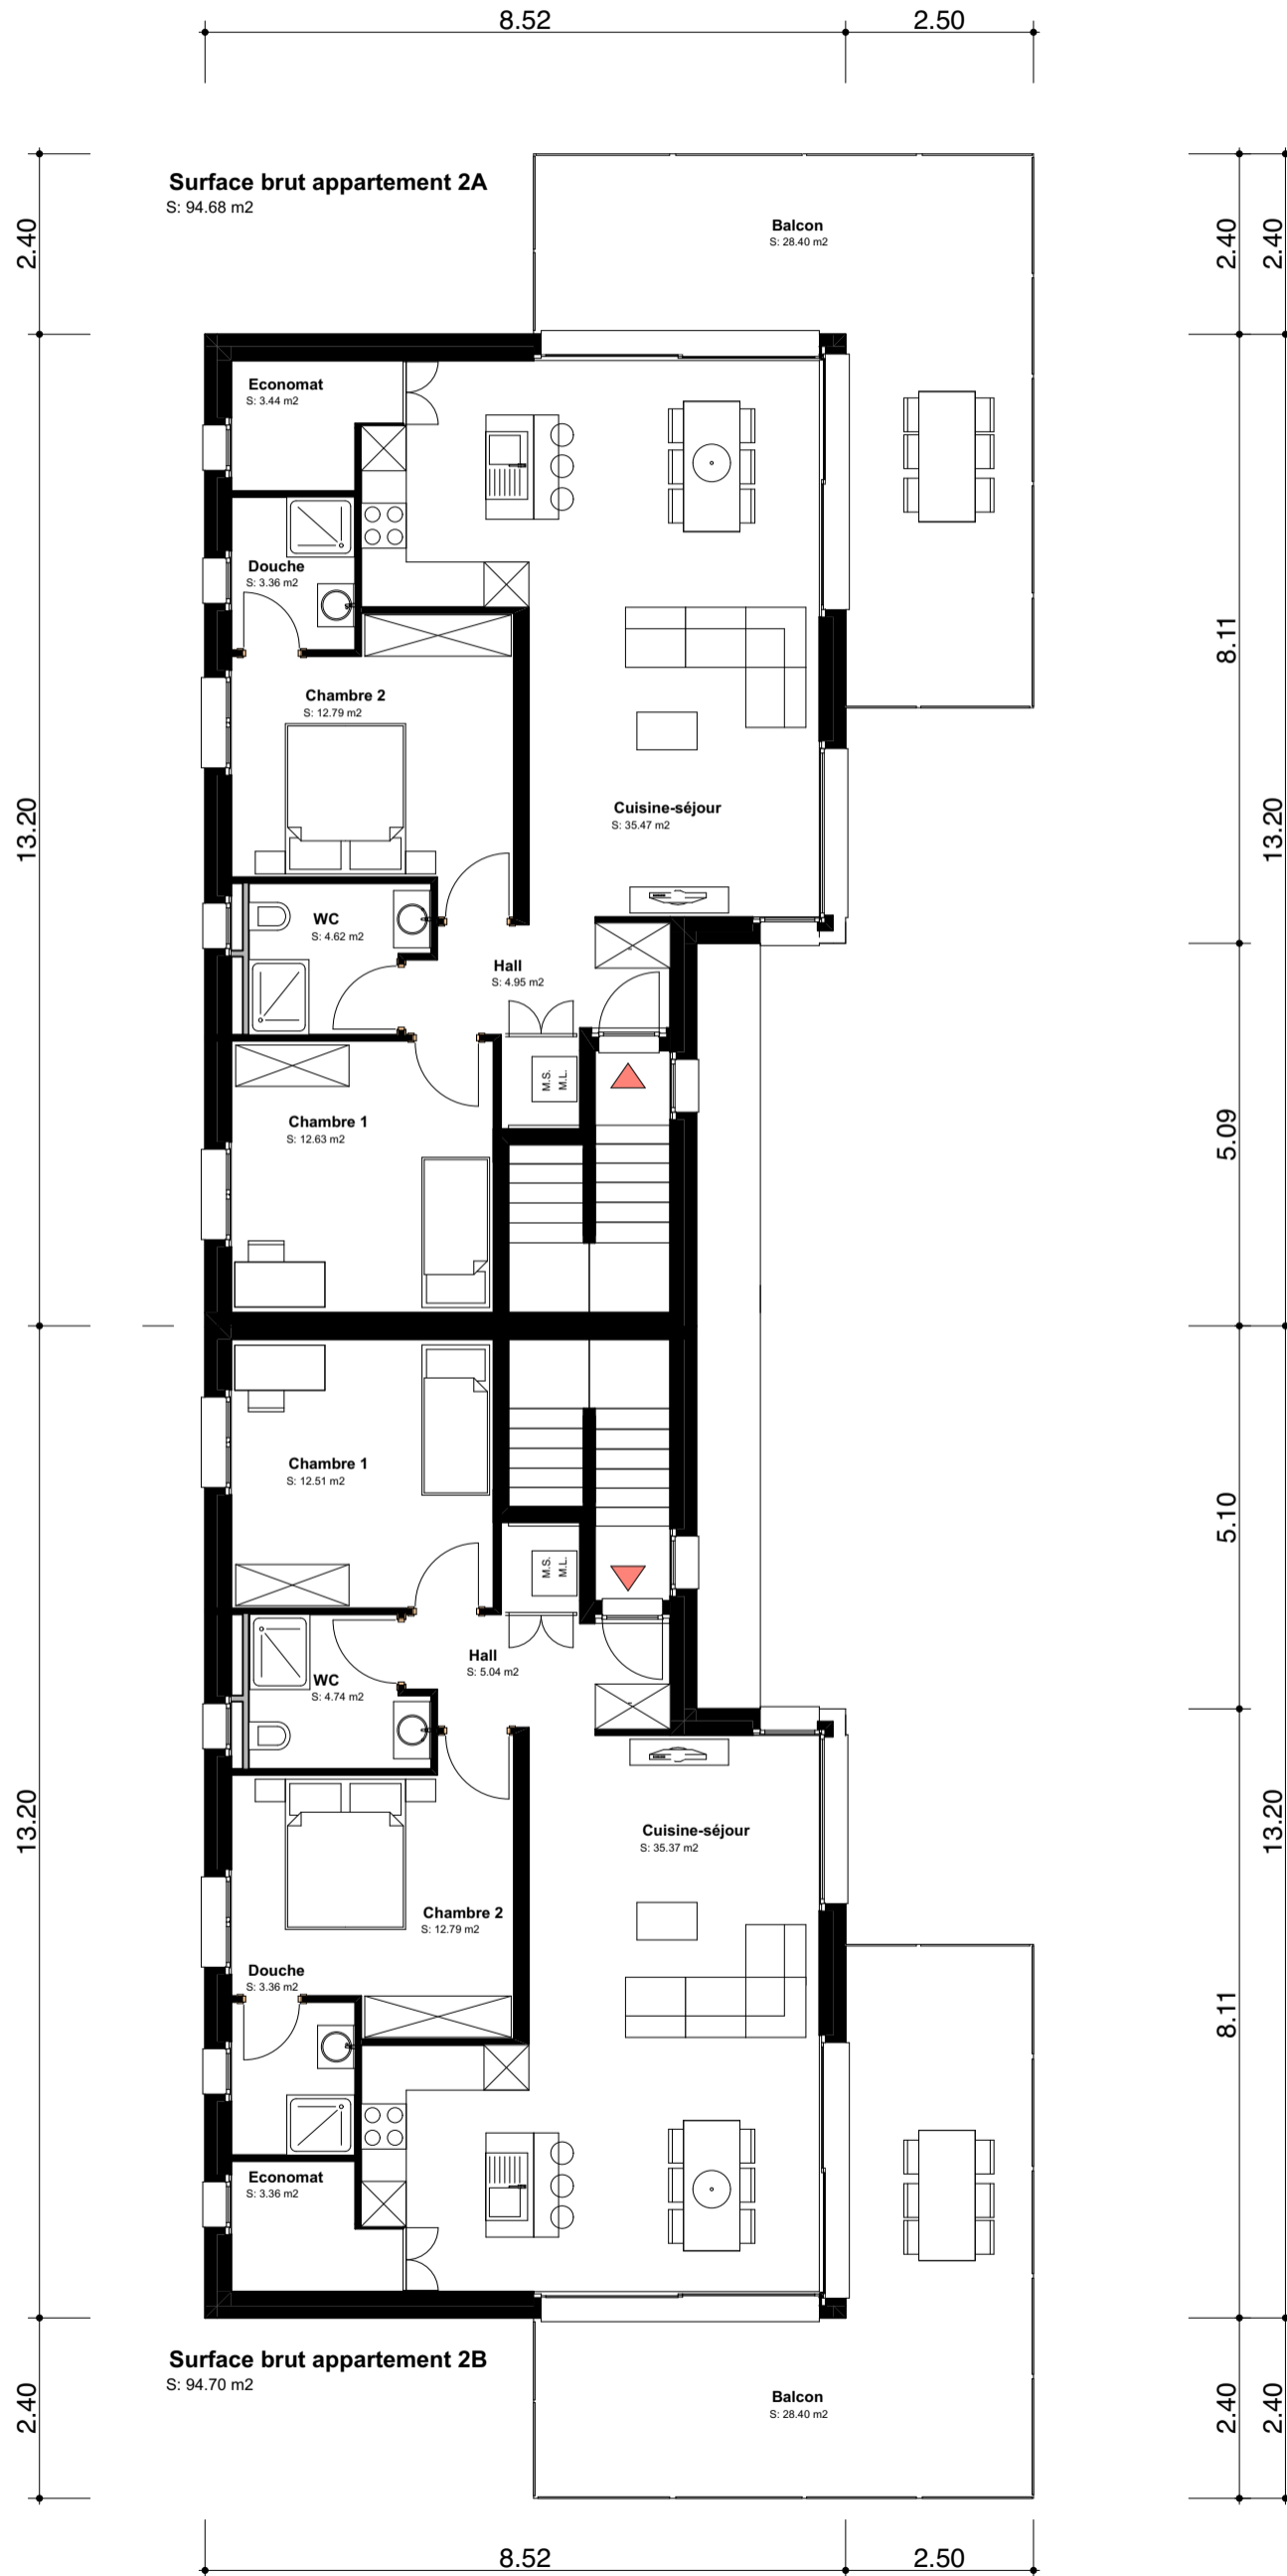 8.52
2.50
Surface brut appartement 2A
S: 94.68 m2
2.40
2.40
2.40
Balcon
S: 28.40 m2
Economat
S: 3.44 m2
Douche
S: 3.36 m2
8.11
Chambre 2
S: 12.79 m2
Cuisine-séjour
S: 35.47 m2
13.20
13.20
WC
S: 4.62 m2
Hall
S: 4.95 m2
M.S.
M.L.
Chambre 1
S: 12.63 m2
5.09
Chambre 1
S: 12.51 m2
5.10
M.S.
M.L.
Hall
S: 5.04 m2
WC
S: 4.74 m2
Cuisine-séjour
S: 35.37 m2
13.20
13.20
Chambre 2
S: 12.79 m2
Douche
S: 3.36 m2
8.11
Economat
S: 3.36 m2
Surface brut appartement 2B
S: 94.70 m2
Balcon
S: 28.40 m2
2.40
2.40
2.40
8.52
2.50